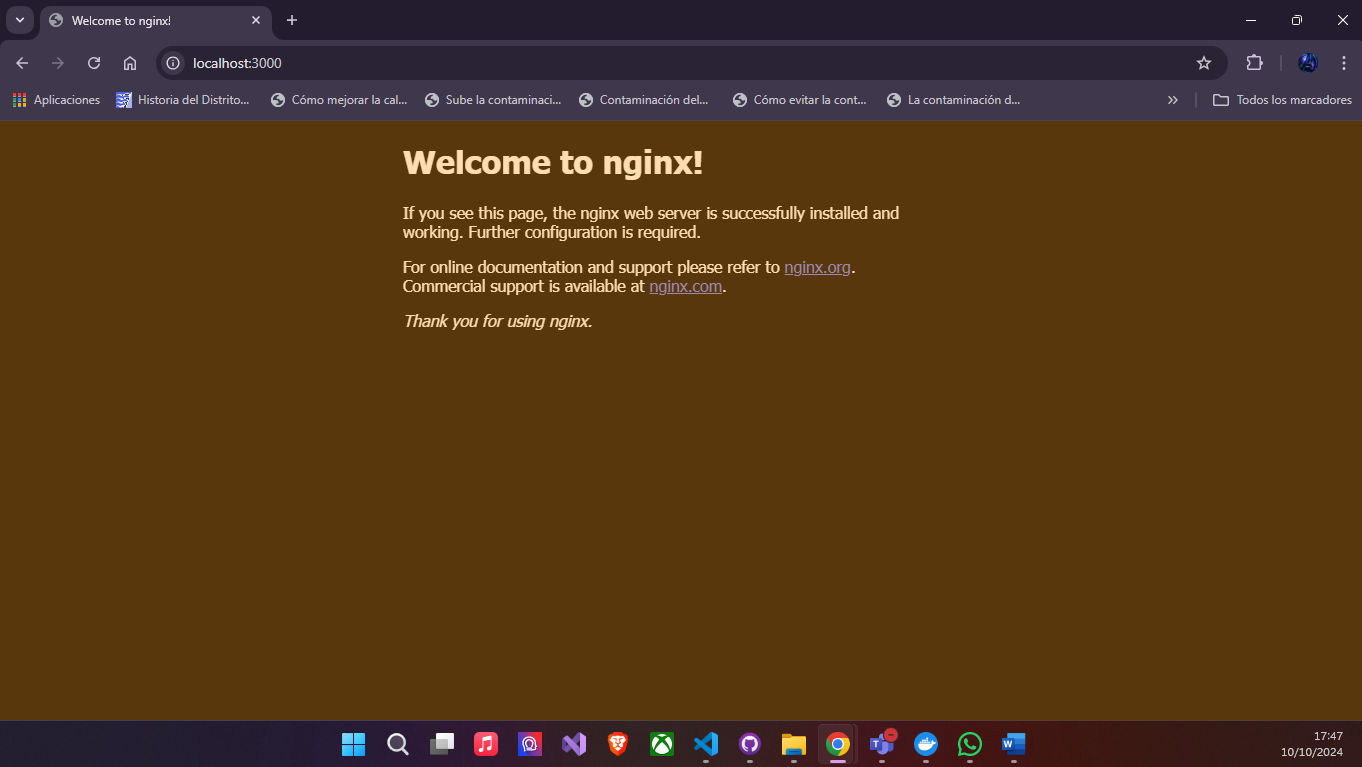 Welcome to nginx!
localhost:3000
Aplicaciones
Historia del Distrito...
Cómo mejorar la cal...
Sube la contaminaci...
Contaminación del...
Cómo evitar la cont...
La contaminación d...
Todos los marcadores
Welcome to nginx!
If you see this page, the nginx web server is successfully installed and
working. Further configuration is required.
For online documentation and support please refer to nginx.org.
Commercial support is available at nginx.com.
Thank you for using nginx.
17:47
10/10/2024